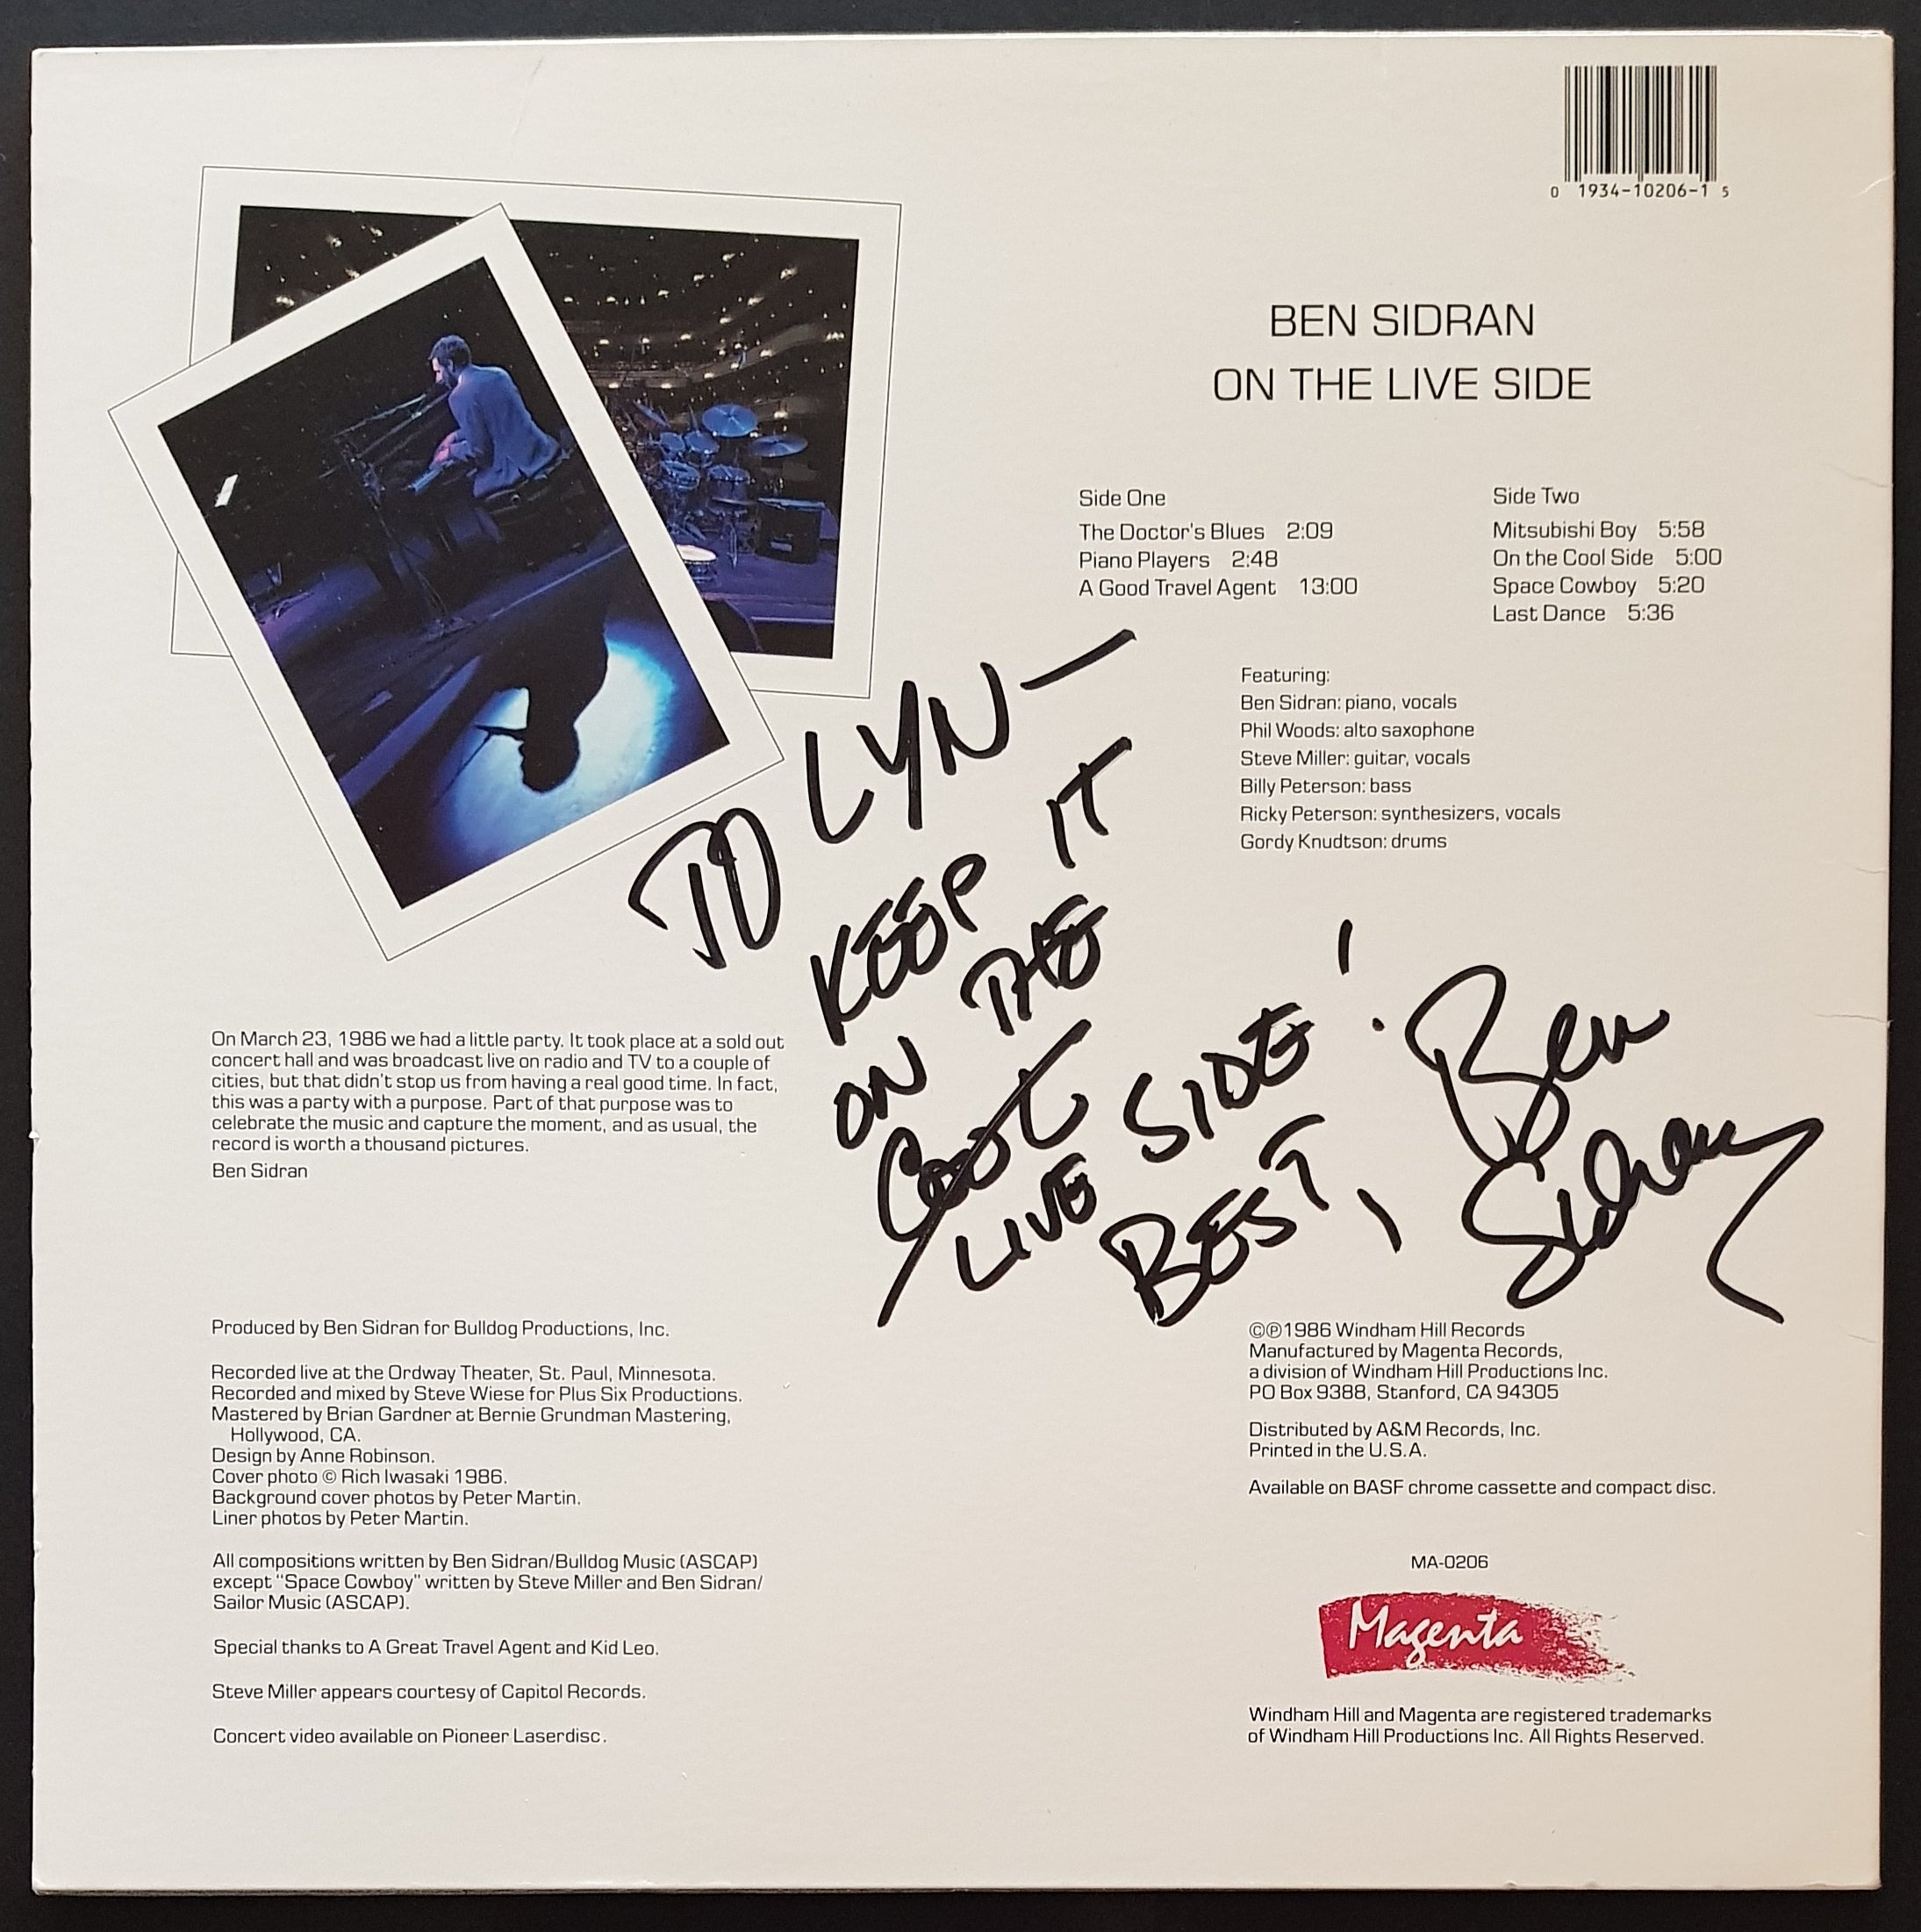 0 1934-10206-1 5
BEN SIDRAN
ON THE LIVE SIDE
Side One
The Doctor's Blues 2:09
Piano Players 2:48
A Good Travel Agent 13:00
Side Two
Mitsubishi Boy 5:58
On the Cool Side 5:00
Space Cowboy 5:20
Last Dance 5:36
Featuring:
Ben Sidran: piano, vocals
Phil Woods: alto saxophone
Steve Miller: guitar, vocals
Billy Peterson: bass
Ricky Peterson: synthesizers, vocals
Gordy Knudtson: drums
TO LYN—
KEEP IT
ON THE
COOL
LIVE SIDE!
BEST,
Ben
Sidran
On March 23, 1986 we had a little party. It took place at a sold out
concert hall and was broadcast live on radio and TV to a couple of
cities, but that didn't stop us from having a real good time. In fact,
this was a party with a purpose. Part of that purpose was to
celebrate the music and capture the moment, and as usual, the
record is worth a thousand pictures.
Ben Sidran
Produced by Ben Sidran for Bulldog Productions, Inc.
Recorded live at the Ordway Theater, St. Paul, Minnesota.
Recorded and mixed by Steve Wiese for Plus Six Productions.
Mastered by Brian Gardner at Bernie Grundman Mastering,
Hollywood, CA.
Design by Anne Robinson.
Cover photo © Rich Iwasaki 1986.
Background cover photos by Peter Martin.
Liner photos by Peter Martin.
All compositions written by Ben Sidran/Bulldog Music (ASCAP)
except "Space Cowboy" written by Steve Miller and Ben Sidran/
Sailor Music (ASCAP).
Special thanks to A Great Travel Agent and Kid Leo.
Steve Miller appears courtesy of Capitol Records.
Concert video available on Pioneer Laserdisc.
©℗1986 Windham Hill Records
Manufactured by Magenta Records,
a division of Windham Hill Productions Inc.
PO Box 9388, Stanford, CA 94305
Distributed by A&M Records, Inc.
Printed in the U.S.A.
Available on BASF chrome cassette and compact disc.
MA-0206
Magenta
Windham Hill and Magenta are registered trademarks
of Windham Hill Productions Inc. All Rights Reserved.